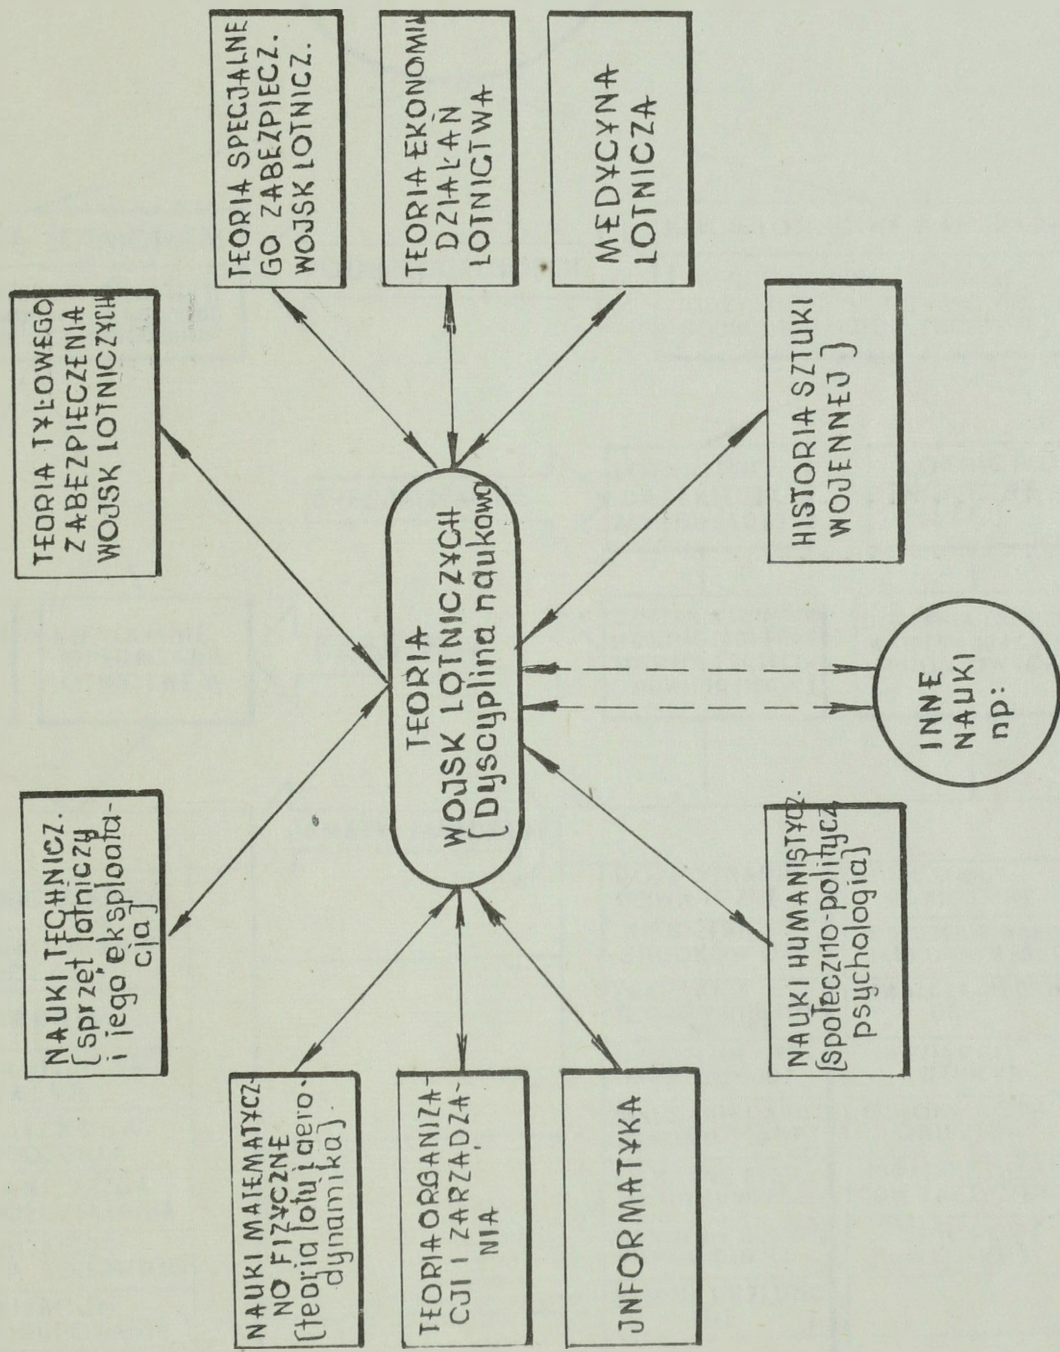 NAUKI TECHNICZ.
[sprzęt lotniczy
i jego eksploata-
cja]
TEORIA TYŁOWEGO
ZABEZPIECZENIA
WOJSK LOTNICZYCH
NAUKI MATEMATYCZ-
NO FIZYCZNE
[teoria lotu i aero-
dynamika].
TEORIA SPECJALNE
GO ZABEZPIECZ.
WOJSK LOTNICZ.
TEORIA ORGANIZA-
CJI I ZARZĄDZA-
NIA
TEORIA
WOJSK LOTNICZYCH
[Dyscyplina naukowa
TEORIA EKONOMII
DZIAŁAŃ
LOTNICTWA
JNFORMATYKA
MEDYCYNA
LOTNICZA
NAUKI HUMANISTYCZ.
[społeczno-politycz,
psychologia]
HISTORIA SZTUKI
WOJENNEJ ]
INNE
NAUKI
np: